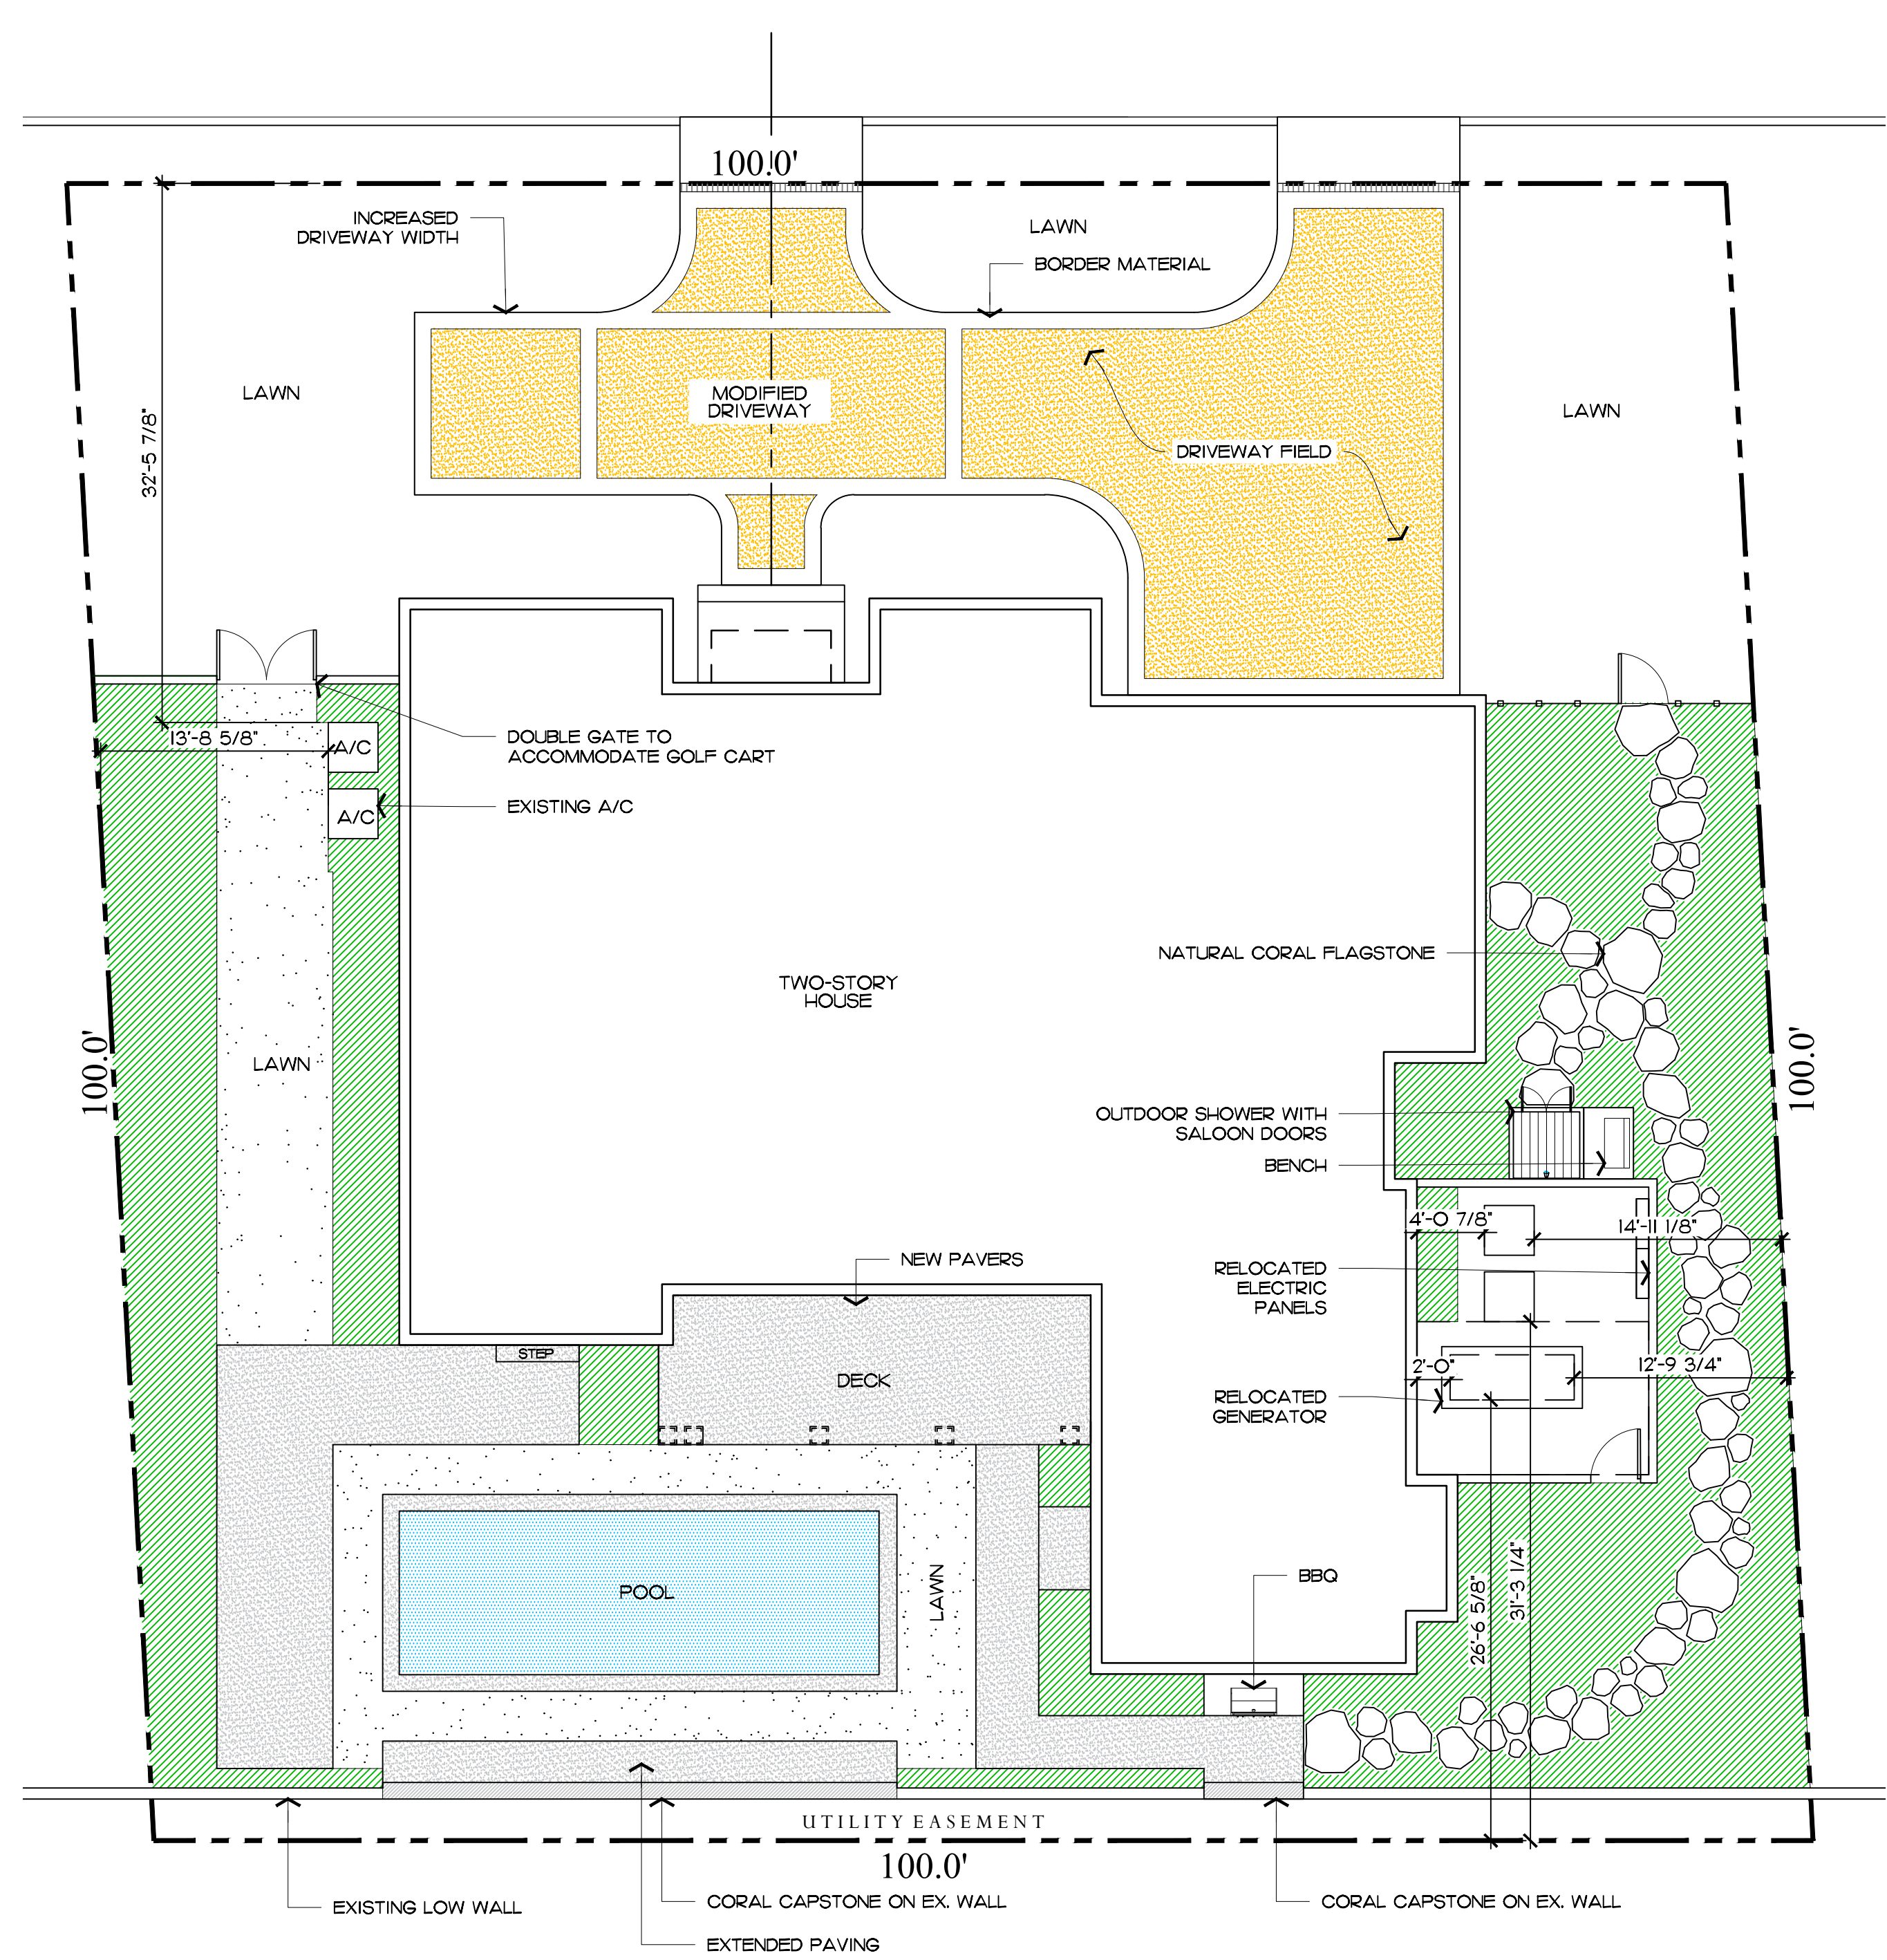 100.0'
INCREASED
DRIVEWAY WIDTH
LAWN
BORDER MATERIAL
LAWN
MODIFIED
DRIVEWAY
LAWN
DRIVEWAY FIELD
32'-5 7/8"
13'-8 5/8"
A/C
DOUBLE GATE TO
ACCOMMODATE GOLF CART
A/C
EXISTING A/C
NATURAL CORAL FLAGSTONE
TWO-STORY
HOUSE
LAWN
100.0'
100.0'
OUTDOOR SHOWER WITH
SALOON DOORS
BENCH
4'-0 7/8"
14'-11 1/8"
NEW PAVERS
RELOCATED
ELECTRIC
PANELS
STEP
DECK
2'-0"
12'-9 3/4"
RELOCATED
GENERATOR
POOL
LAWN
BBQ
26'-6 5/8"
31'-3 1/4"
UTILITY EASEMENT
100.0'
EXISTING LOW WALL
CORAL CAPSTONE ON EX. WALL
CORAL CAPSTONE ON EX. WALL
EXTENDED PAVING